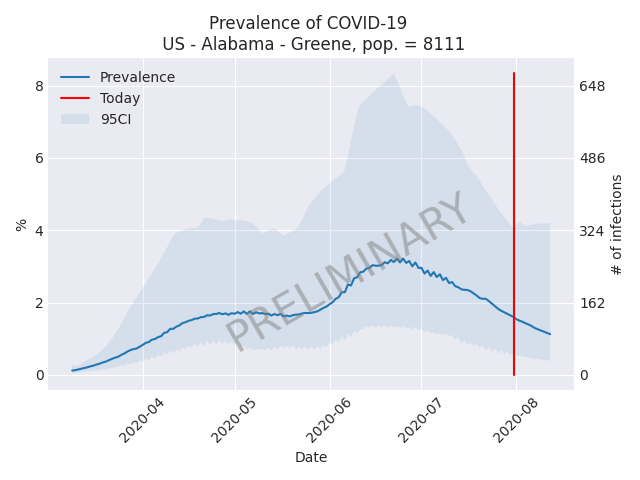 Prevalence of COVID-19
US - Alabama - Greene, pop. = 8111
Prevalence
Today
95CI
8
6
4
2
0
%
648
486
324
162
0
# of infections
PRELIMINARY
2020-04
2020-05
2020-06
2020-07
2020-08
Date